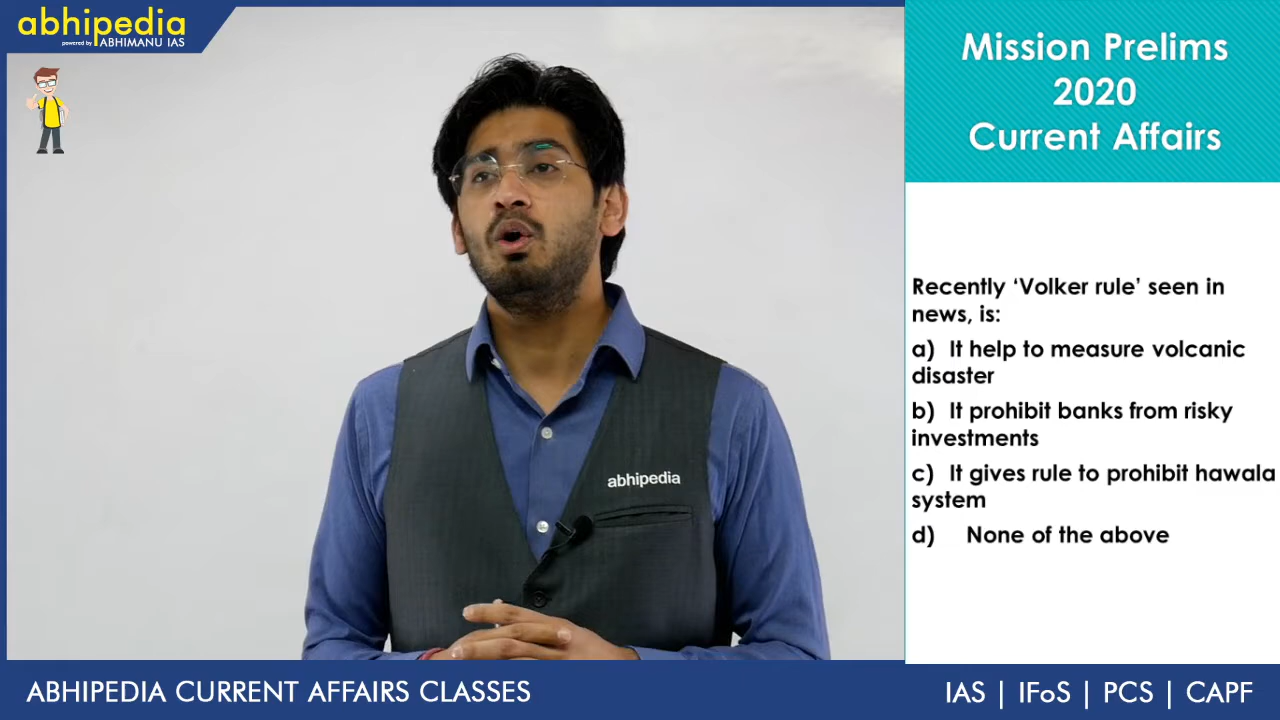 abhipedia
powered by ABHIMANU IAS
Mission Prelims
2020
Current Affairs
Recently ‘Volker rule’ seen in
news, is:
a) It help to measure volcanic
disaster
b) It prohibit banks from risky
investments
c) It gives rule to prohibit hawala
system
d) None of the above
abhipedia
ABHIPEDIA CURRENT AFFAIRS CLASSES
IAS | IFoS | PCS | CAPF